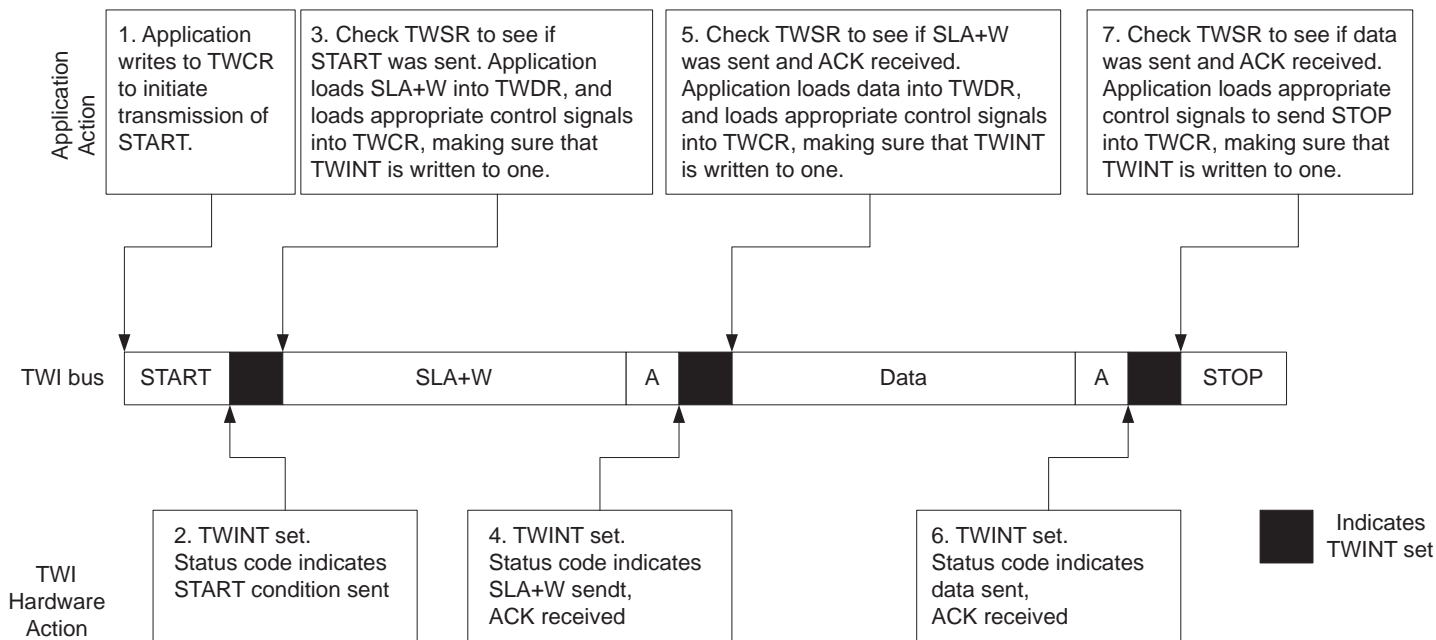 Application
Action
1. Application
writes to TWCR
to initiate
transmission of
START.
3. Check TWSR to see if
START was sent. Application
loads SLA+W into TWDR, and
loads appropriate control signals
into TWCR, making sure that
TWINT is written to one.
5. Check TWSR to see if SLA+W
was sent and ACK received.
Application loads data into TWDR,
and loads appropriate control signals
into TWCR, making sure that TWINT
is written to one.
7. Check TWSR to see if data
was sent and ACK received.
Application loads appropriate
control signals to send STOP
into TWCR, making sure that
TWINT is written to one.
TWI bus
START
SLA+W
A
Data
A
STOP
TWI
Hardware
Action
2. TWINT set.
Status code indicates
START condition sent
4. TWINT set.
Status code indicates
SLA+W sendt,
ACK received
6. TWINT set.
Status code indicates
data sent,
ACK received
Indicates
TWINT set